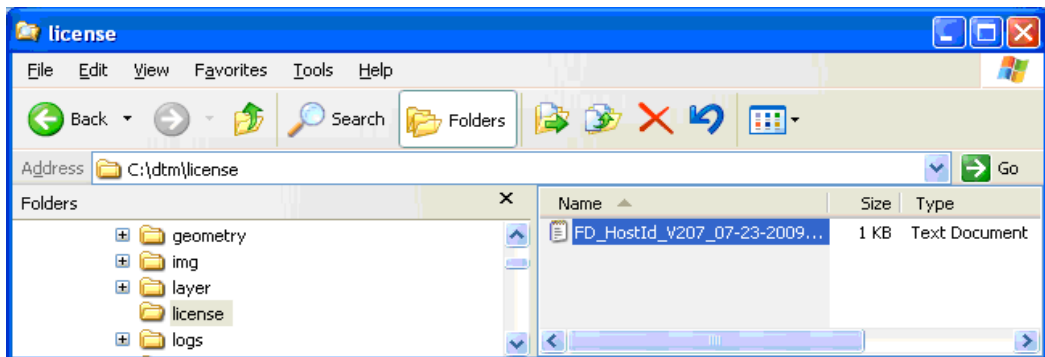 license
File Edit View Favorites Tools Help
Back Search Folders
Address C:\dtm\license Go
Folders Name Size Type
geometry FD_HostId_V207_07-23-2009... 1 KB Text Document
img
layer
license
logs